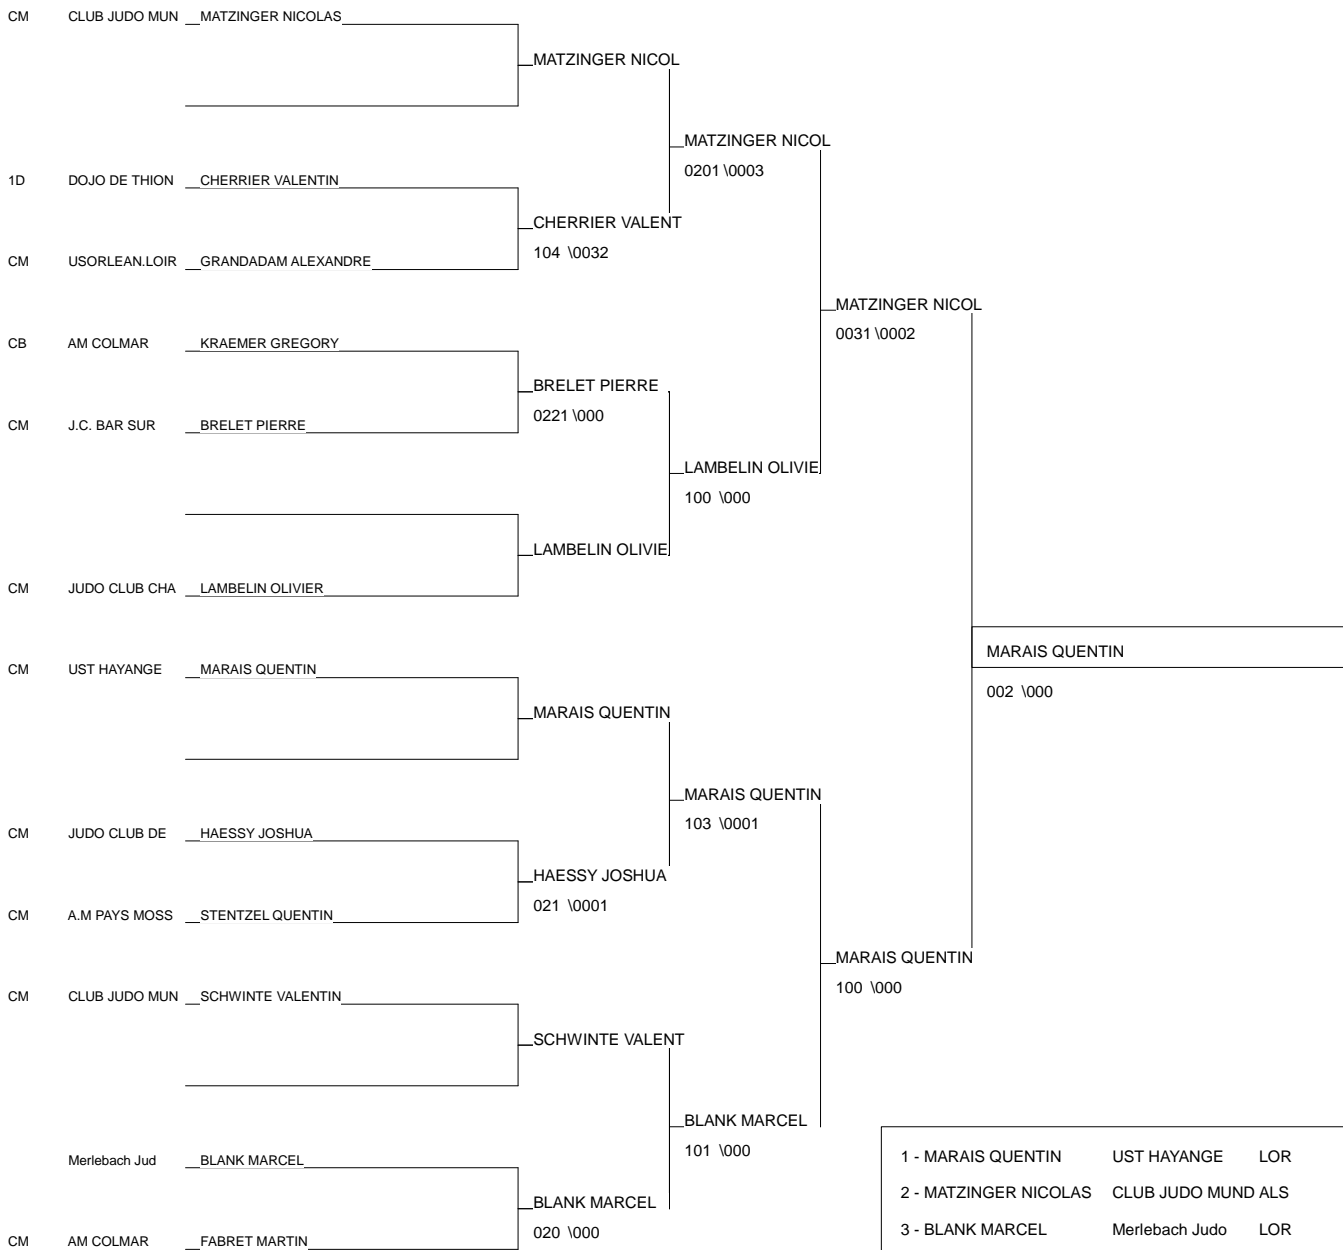 CM CLUB JUDO MUN MATZINGER NICOLAS
MATZINGER NICOL
MATZINGER NICOL
0201 \0003
1D DOJO DE THION CHERRIER VALENTIN
CHERRIER VALENT
104 \0032
CM USORLEAN.LOIR GRANDADAM ALEXANDRE
MATZINGER NICOL
0031 \0002
CB AM COLMAR KRAEMER GREGORY
BRELET PIERRE
0221 \000
CM J.C. BAR SUR BRELET PIERRE
LAMBELIN OLIVIE
100 \000
LAMBELIN OLIVIE
CM JUDO CLUB CHA LAMBELIN OLIVIER
MARAIS QUENTIN
002 \000
CM UST HAYANGE MARAIS QUENTIN
MARAIS QUENTIN
MARAIS QUENTIN
103 \0001
CM JUDO CLUB DE HAESSY JOSHUA
HAESSY JOSHUA
021 \0001
CM A.M PAYS MOSS STENTZEL QUENTIN
MARAIS QUENTIN
100 \000
CM CLUB JUDO MUN SCHWINTE VALENTIN
SCHWINTE VALENT
BLANK MARCEL
101 \000
Merlebach Jud BLANK MARCEL
BLANK MARCEL
020 \000
CM AM COLMAR FABRET MARTIN
1 - MARAIS QUENTIN UST HAYANGE LOR
2 - MATZINGER NICOLAS CLUB JUDO MUND ALS
3 - BLANK MARCEL Merlebach Judo LOR